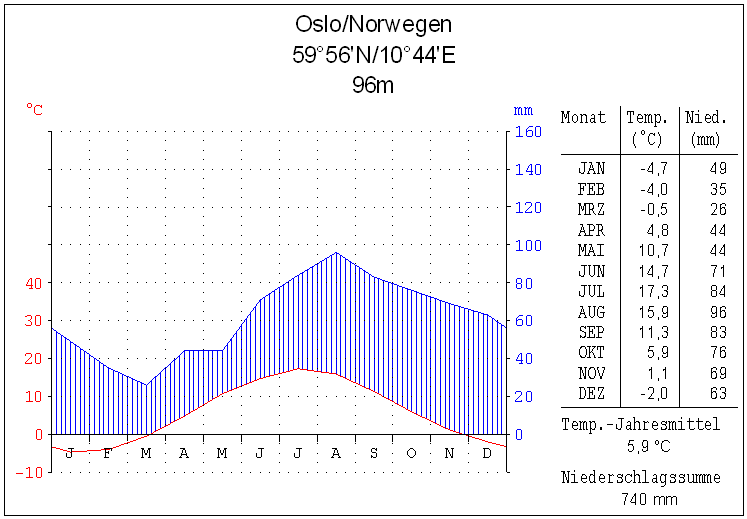 Oslo/Norwegen
59°56'N/10°44'E
96m
°C
mm
160
140
120
100
40 80
30 60
20 40
10 20
0 0
-10
J F M A M J J A S O N D
Monat Temp. Nied.
(°C) (mm)
JAN -4,7 49
FEB -4,0 35
MRZ -0,5 26
APR 4,8 44
MAI 10,7 44
JUN 14,7 71
JUL 17,3 84
AUG 15,9 96
SEP 11,3 83
OKT 5,9 76
NOV 1,1 69
DEZ -2,0 63
Temp.-Jahresmittel
5,9 °C
Niederschlagssumme
740 mm